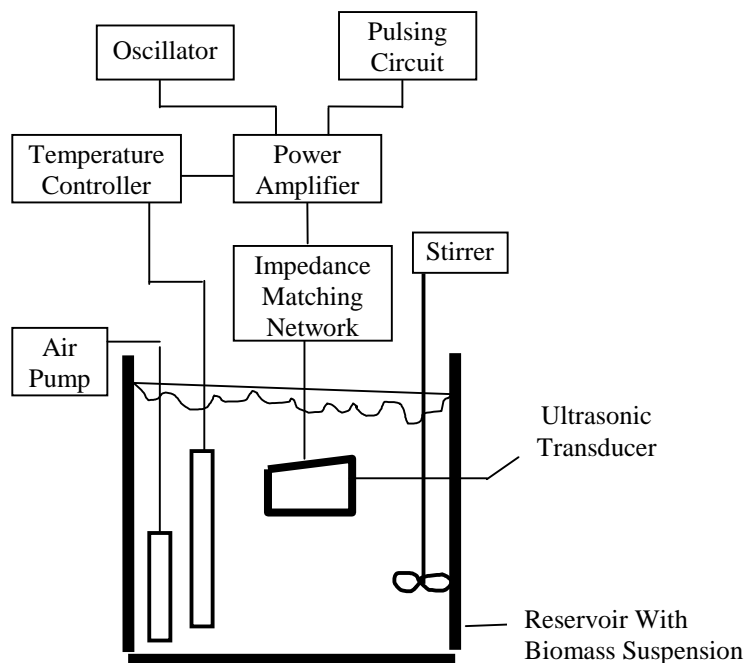 Oscillator
Pulsing
Circuit
Temperature
Controller
Power
Amplifier
Stirrer
Impedance
Matching
Network
Air
Pump
Ultrasonic
Transducer
Reservoir With
Biomass Suspension